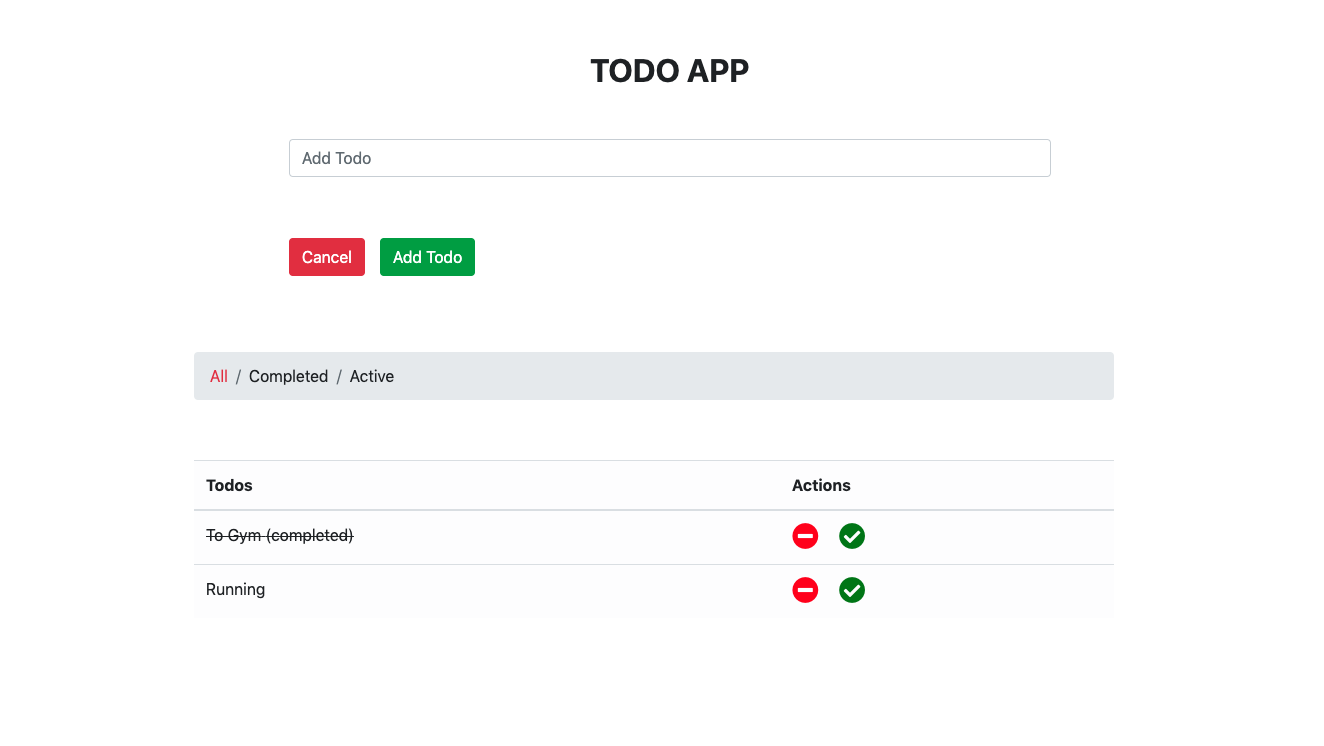 TODO APP
Add Todo
Cancel Add Todo
All / Completed / Active
Todos Actions
To Gym (completed)
Running